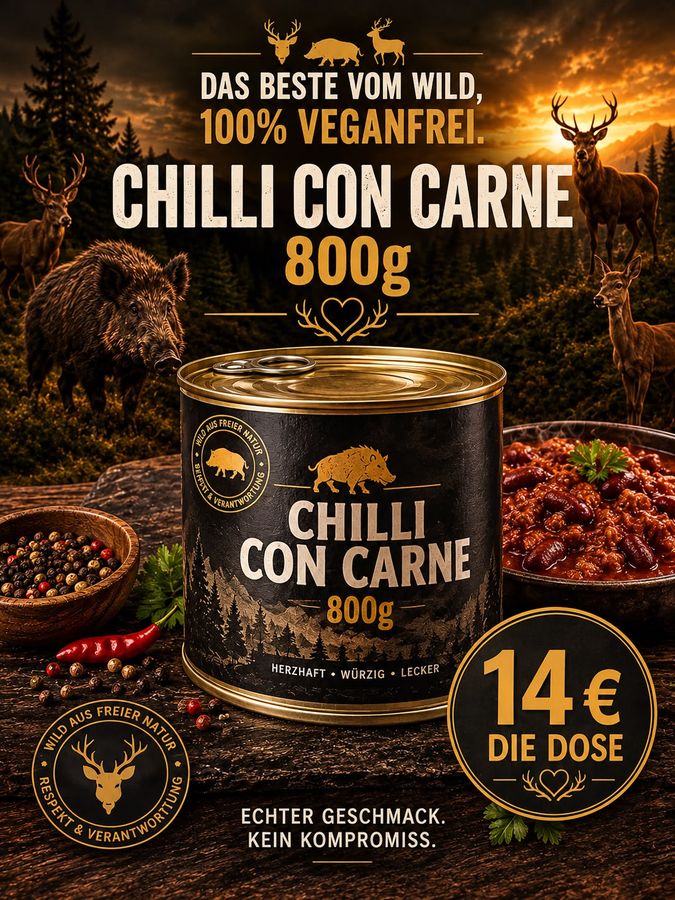 DAS BESTE VOM WILD,
100% VEGANFREI.
CHILLI CON CARNE
800g
WILD AUS FREIER NATUR
RESPEKT & VERANTWORTUNG
CHILLI
CON CARNE
800g
HERZHAFT • WÜRZIG • LECKER
14 €
DIE DOSE
WILD AUS FREIER NATUR
RESPEKT & VERANTWORTUNG
ECHTER GESCHMACK.
KEIN KOMPROMISS.